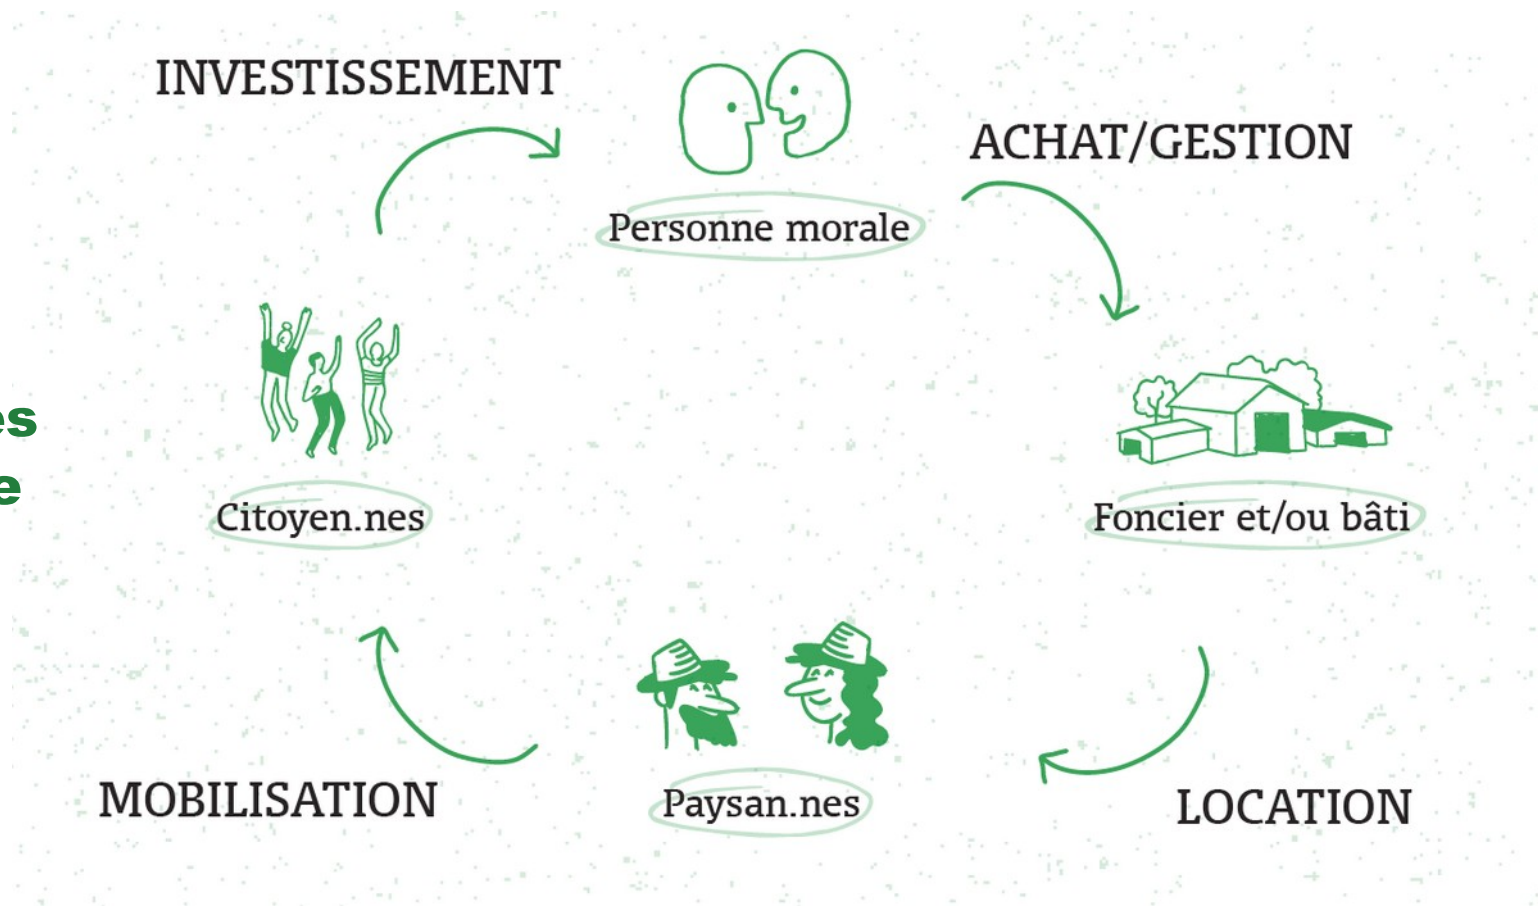 INVESTISSEMENT
ACHAT/GESTION
Personne morale
Citoyen.nes
Foncier et/ou bâti
MOBILISATION
Paysan.nes
LOCATION